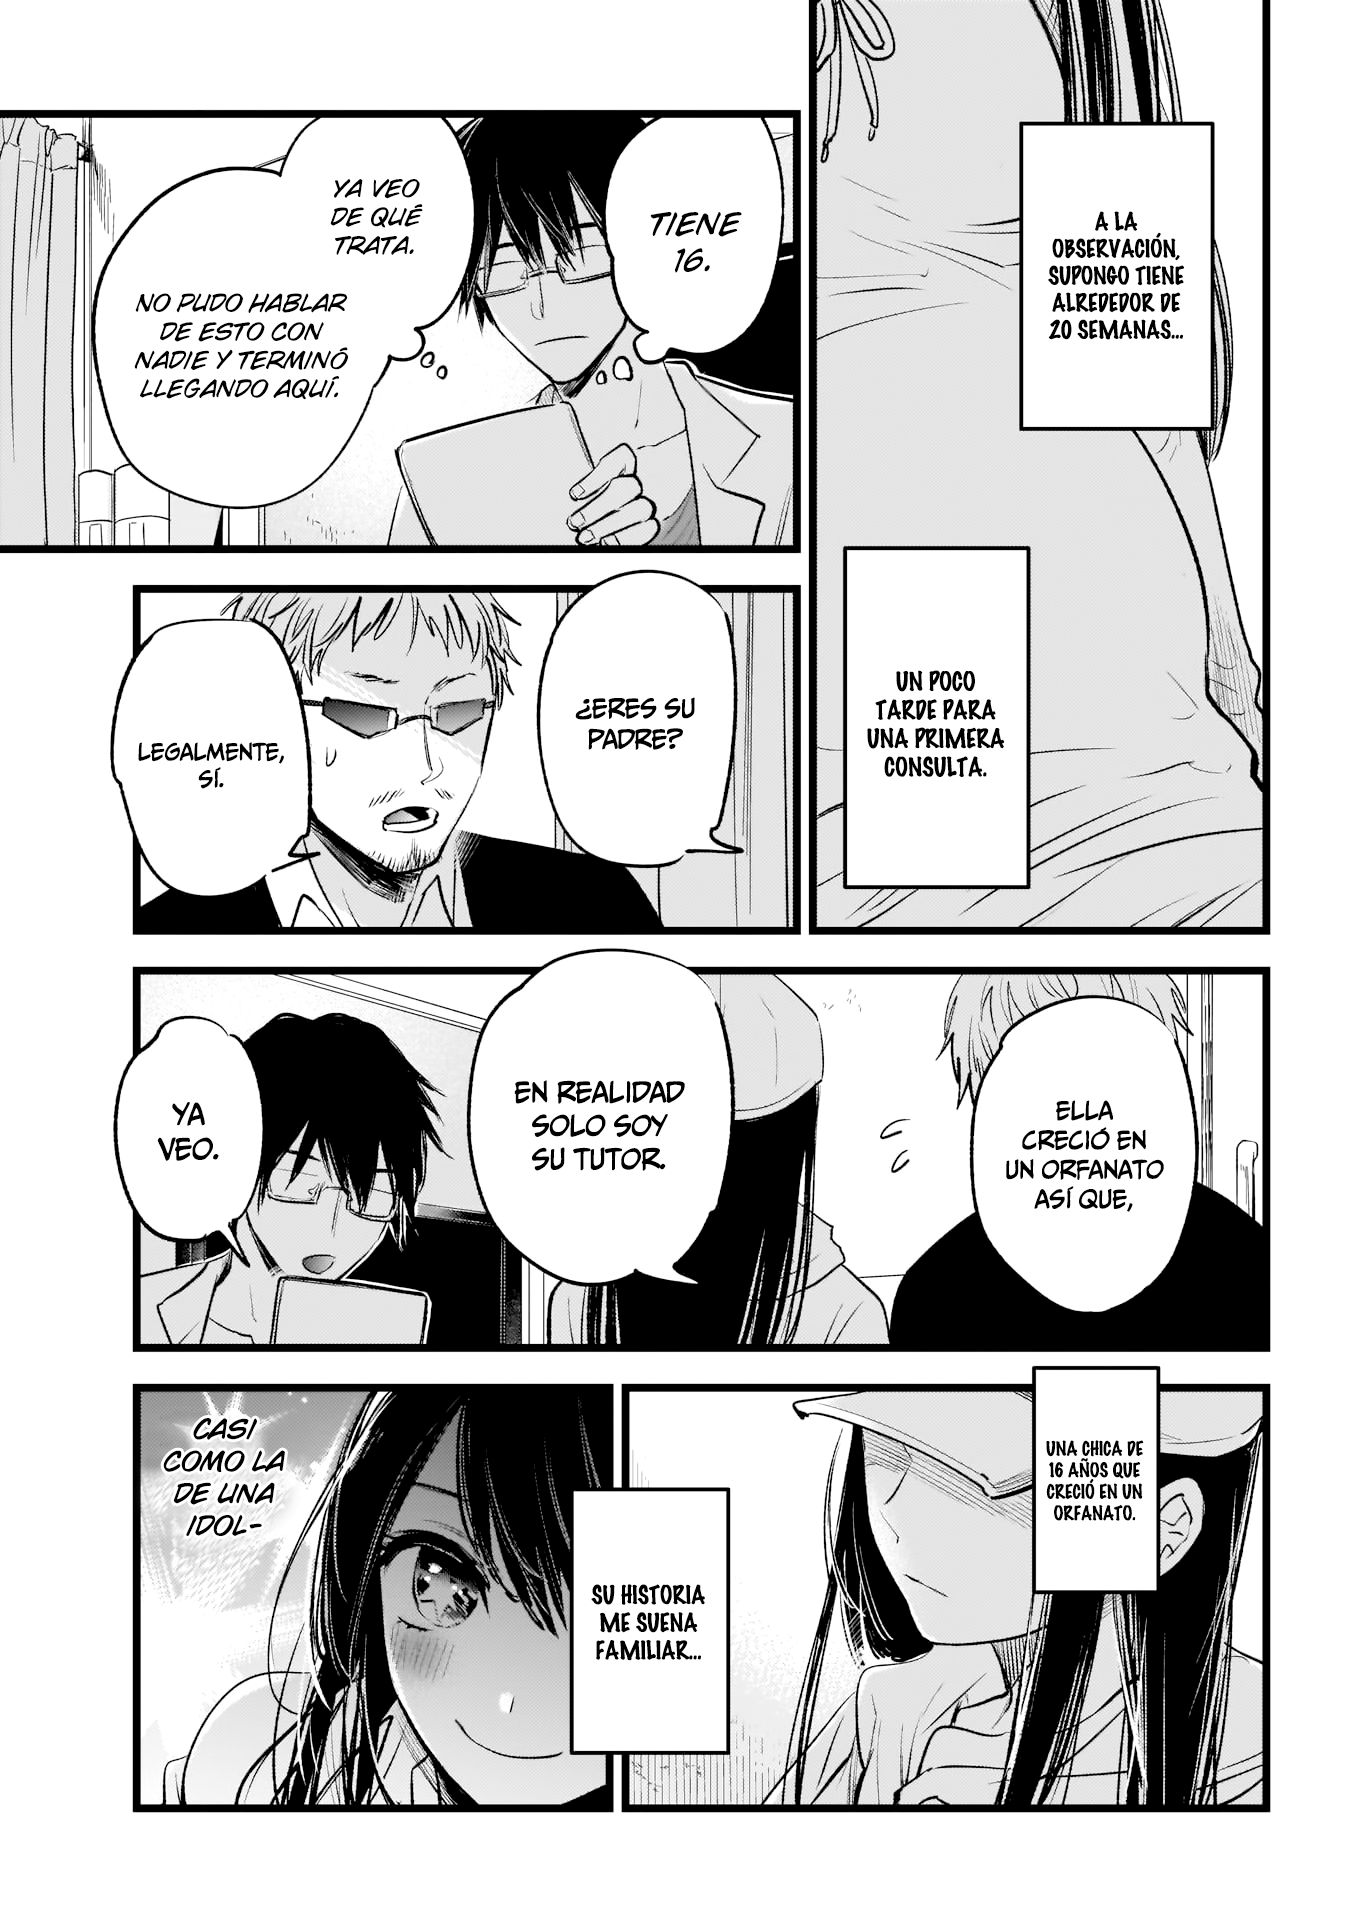 A LA
OBSERVACIÓN,
SUPONGO TIENE
ALREDEDOR DE
20 SEMANAS...
UN POCO
TARDE PARA
UNA PRIMERA
CONSULTA.
TIENE
16.
YA VEO
DE QUÉ
TRATA.
NO PUDO HABLAR
DE ESTO CON
NADIE Y TERMINÓ
LLEGANDO AQUÍ.
¿ERES SU
PADRE?
LEGALMENTE,
SÍ.
ELLA
CRECIÓ EN
UN ORFANATO
ASÍ QUE,
EN REALIDAD
SOLO SOY
SU TUTOR.
YA
VEO.
UNA CHICA DE
16 AÑOS QUE
CRECIÓ EN UN
ORFANATO.
SU HISTORIA
ME SUENA
FAMILIAR...
CASI
COMO LA
DE UNA
IDOL-